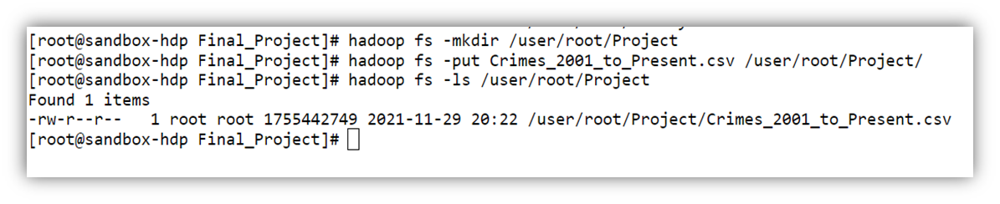 [root@sandbox-hdp Final_Project]# hadoop fs -mkdir /user/root/Project
[root@sandbox-hdp Final_Project]# hadoop fs -put Crimes_2001_to_Present.csv /user/root/Project/
[root@sandbox-hdp Final_Project]# hadoop fs -ls /user/root/Project
Found 1 items
-rw-r--r--   1 root root 1755442749 2021-11-29 20:22 /user/root/Project/Crimes_2001_to_Present.csv
[root@sandbox-hdp Final_Project]#